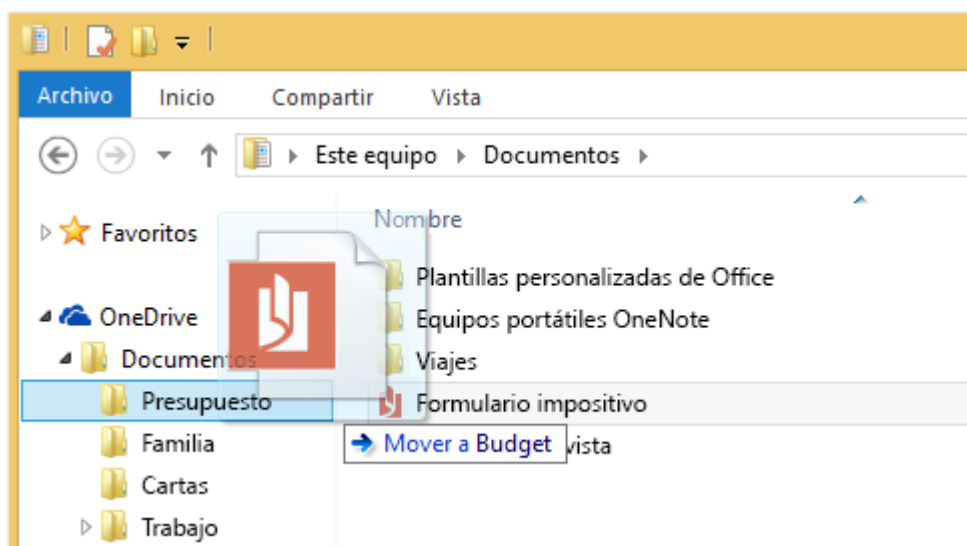 Archivo Inicio Compartir Vista
Este equipo Documentos
Favoritos
OneDrive
Documentos
Presupuesto
Familia
Cartas
Trabajo
Nombre
Plantillas personalizadas de Office
Equipos portátiles OneNote
Viajes
Formulario impositivo
Mover a Budget vista